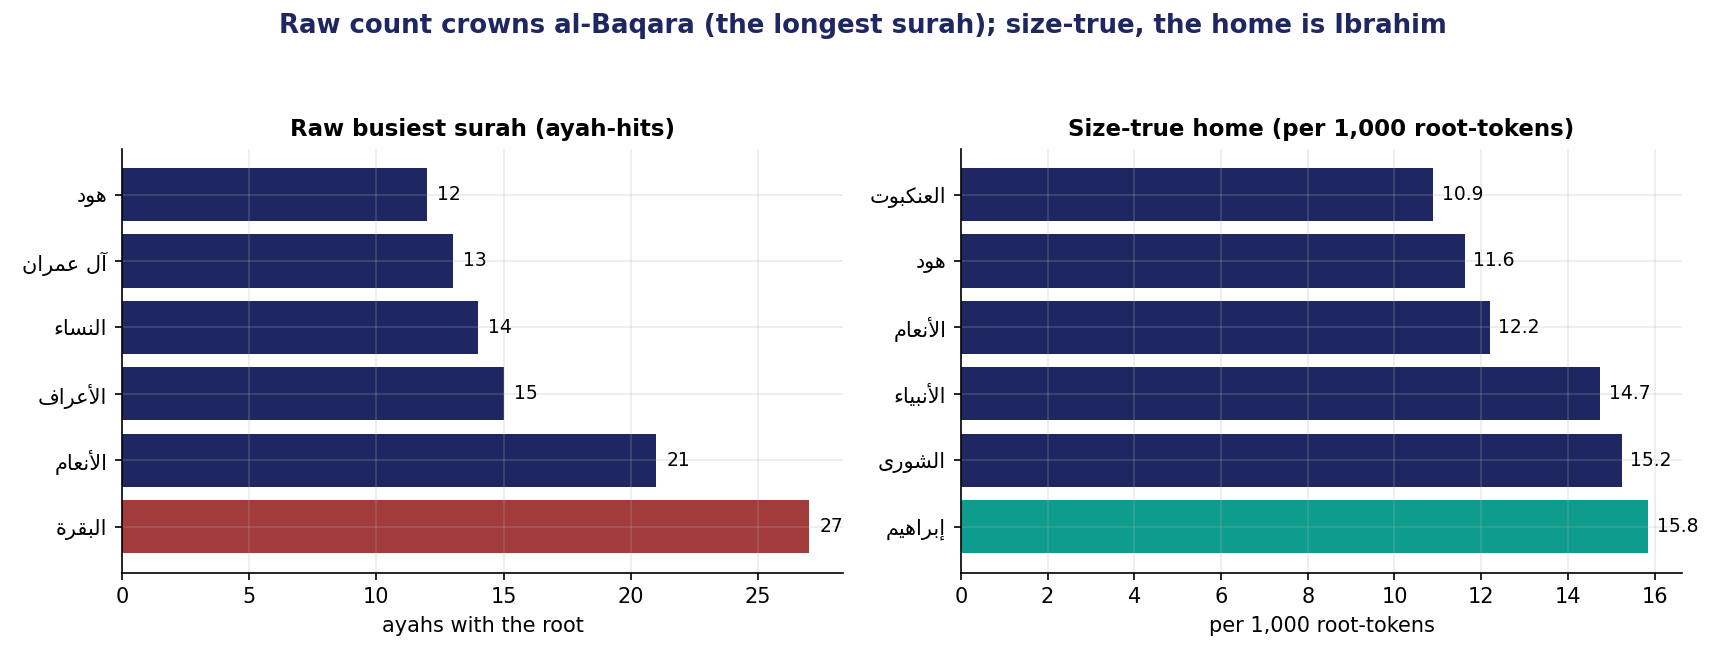 Raw count crowns al-Baqara (the longest surah); size-true, the home is Ibrahim
Raw busiest surah (ayah-hits)
هود 12
آل عمران 13
النساء 14
الأعراف 15
الأنعام 21
البقرة 27
0 5 10 15 20 25
ayahs with the root
Size-true home (per 1,000 root-tokens)
العنكبوت 10.9
هود 11.6
الأنعام 12.2
الأنبياء 14.7
الشورى 15.2
إبراهيم 15.8
0 2 4 6 8 10 12 14 16
per 1,000 root-tokens